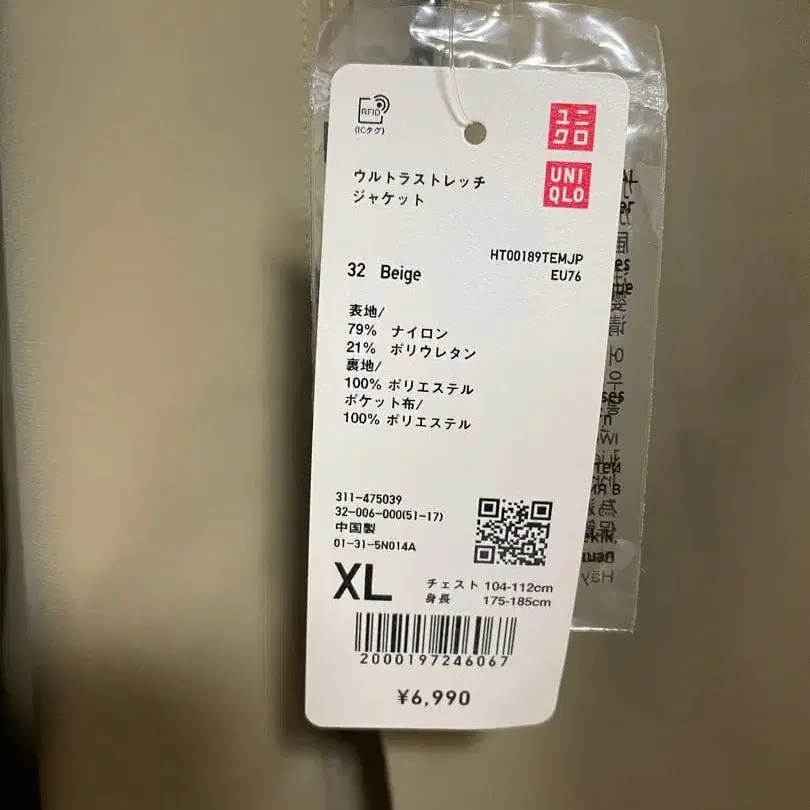 RFID
(ICタグ)
ユニ
クロ
UNI
QLO
ウルトラストレッチ
ジャケット
HT00189TEMJP
32 Beige
EU76
表地/
79% ナイロン
21% ポリウレタン
裏地/
100% ポリエステル
ポケット布/
100% ポリエステル
311-475039
32-006-000(51-17)
中国製
01-31-5N014A
XL
チェスト 104-112cm
身長 175-185cm
2000197246067
¥6,990